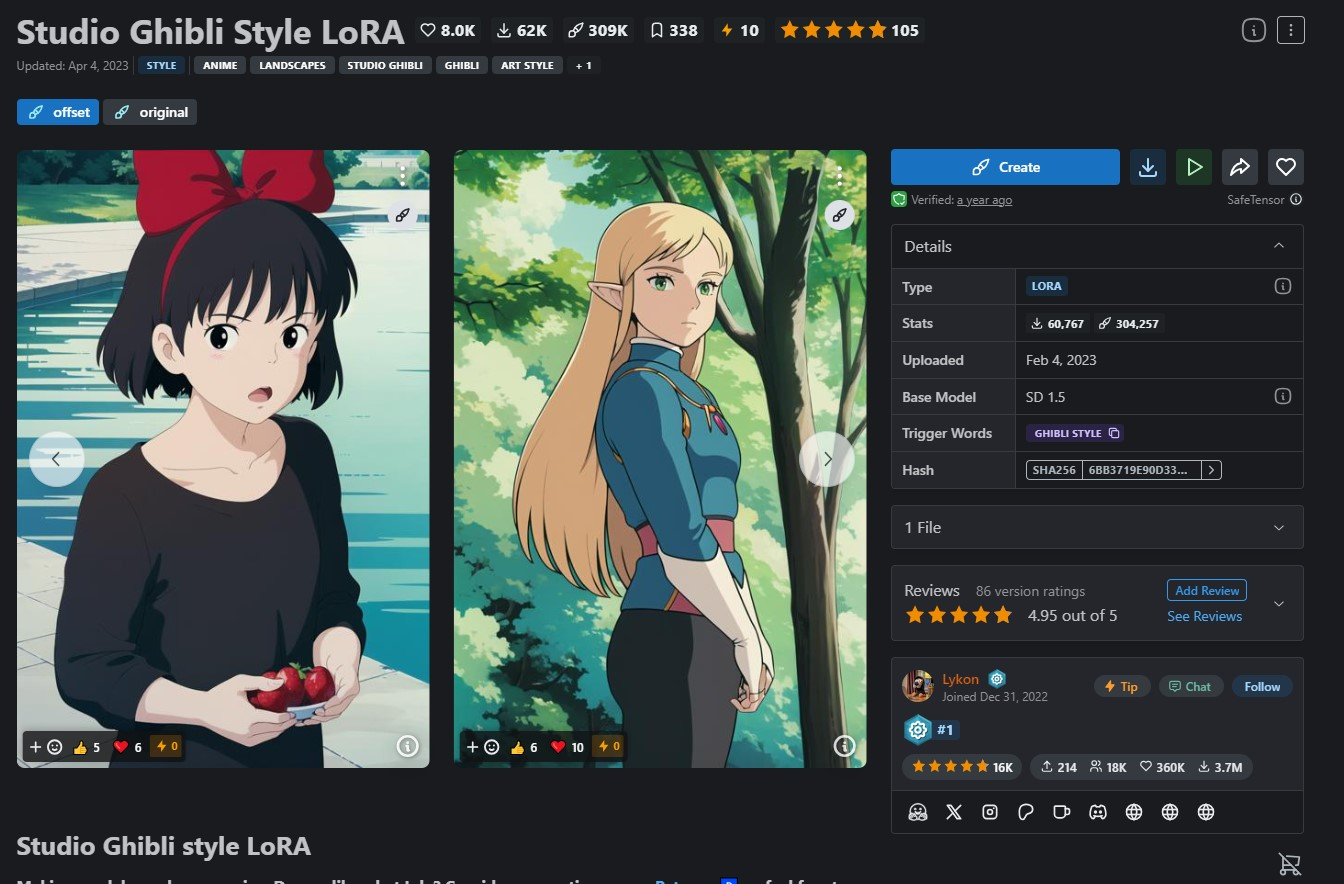 Studio Ghibli Style LoRA 8.0K 62K 309K 338 10 105
Updated: Apr 4, 2023 STYLE ANIME LANDSCAPES STUDIO GHIBLI GHIBLI ART STYLE + 1
offset original
Create
Verified: a year ago SafeTensor
Details
Type LORA
Stats 60,767 304,257
Uploaded Feb 4, 2023
Base Model SD 1.5
Trigger Words GHIBLI STYLE
Hash SHA256 6BB3719E90D33...
1 File
Reviews 86 version ratings Add Review
4.95 out of 5 See Reviews
Lykon Tip Chat Follow
Joined Dec 31, 2022
#1
5 6 0 6 10 0
16K 214 18K 360K 3.7M
Studio Ghibli style LoRA